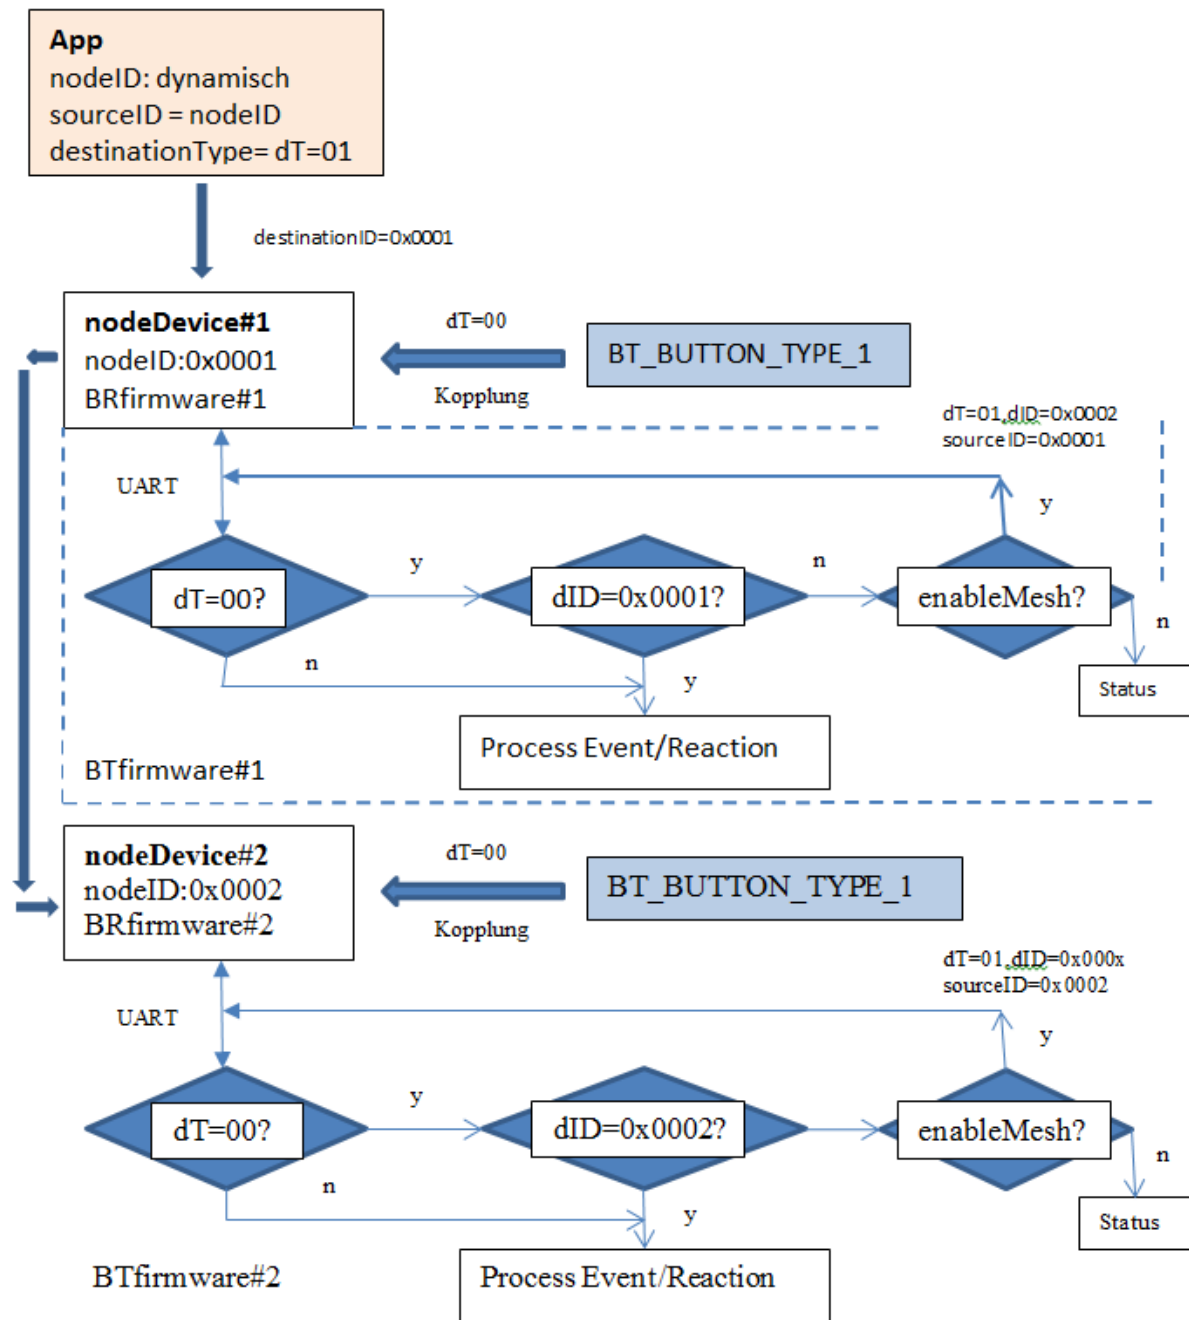 App
nodeID: dynamisch
sourceID = nodeID
destinationType= dT=01
destinationID=0x0001
nodeDevice#1
nodeID:0x0001
BRfirmware#1
dT=00
Kopplung
BT_BUTTON_TYPE_1
dT=01,dID=0x0002
sourceID=0x0001
UART
y
dT=00?
y
dID=0x0001?
n
enableMesh?
n
n
y
Status
Process Event/Reaction
BTfirmware#1
nodeDevice#2
nodeID:0x0002
BRfirmware#2
dT=00
Kopplung
BT_BUTTON_TYPE_1
dT=01,dID=0x000x
sourceID=0x0002
UART
y
dT=00?
y
dID=0x0002?
enableMesh?
n
n
y
Status
Process Event/Reaction
BTfirmware#2